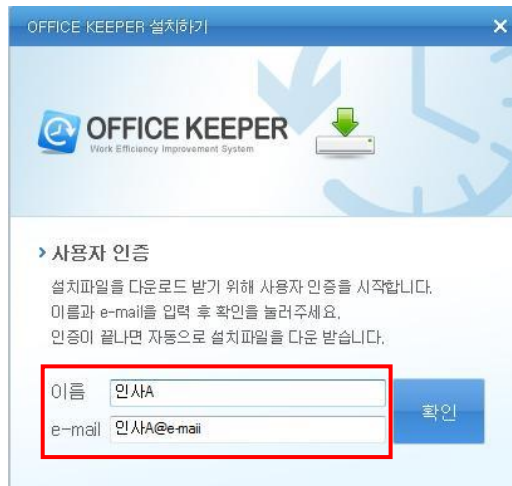 OFFICE KEEPER 설치하기
OFFICE KEEPER
Work Efficiency Improvement System
> 사용자 인증
설치파일을 다운로드 받기 위해 사용자 인증을 시작합니다.
이름과 e-mail을 입력 후 확인을 눌러주세요.
인증이 끝나면 자동으로 설치파일을 다운 받습니다.
이름 인사A
e-mail 인사A@e-maii
확인